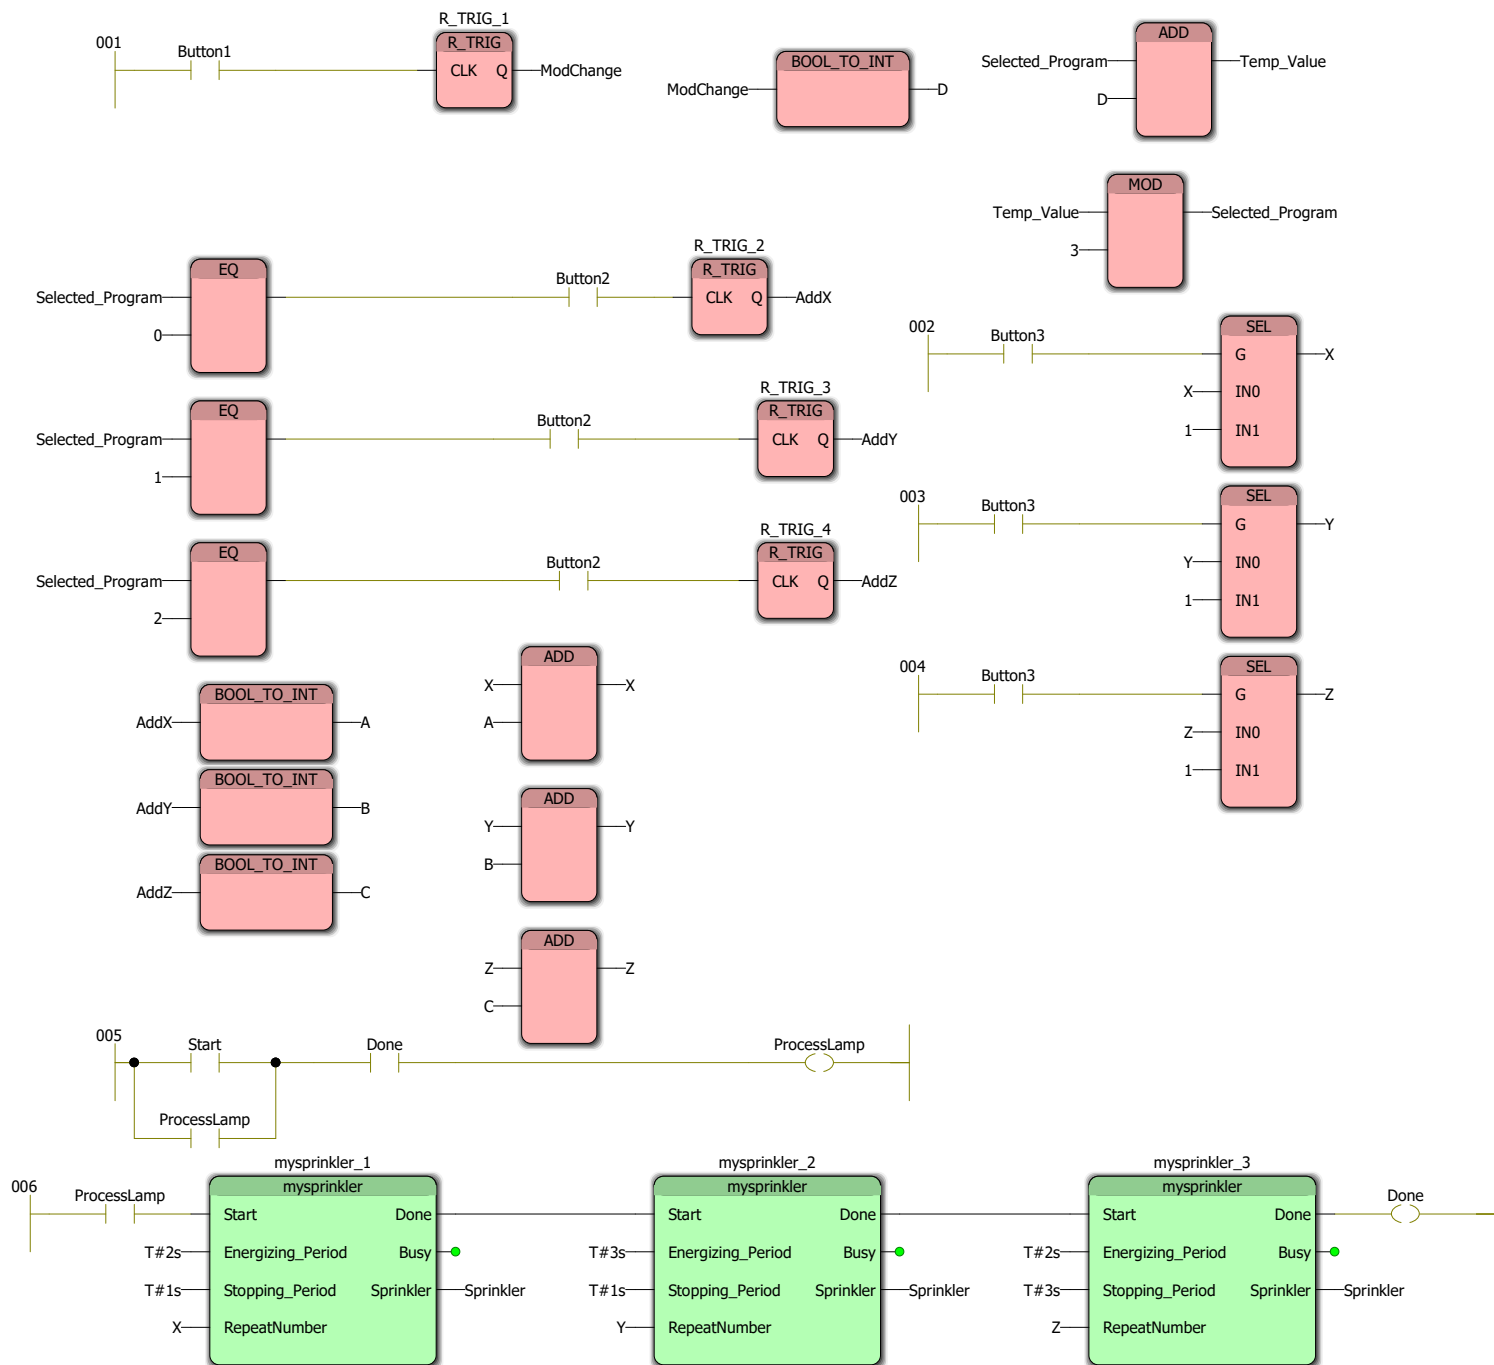 R_TRIG_1
001
Button1
R_TRIG
CLK Q
ModChange
BOOL_TO_INT
ModChange
D
ADD
Selected_Program
Temp_Value
D
MOD
Temp_Value
Selected_Program
3
R_TRIG_2
EQ
Selected_Program
0
Button2
R_TRIG
CLK Q
AddX
002
Button3
SEL
G
X
X
IN0
1
IN1
R_TRIG_3
EQ
Selected_Program
1
Button2
R_TRIG
CLK Q
AddY
003
Button3
SEL
G
Y
Y
IN0
1
IN1
R_TRIG_4
EQ
Selected_Program
2
Button2
R_TRIG
CLK Q
AddZ
004
Button3
SEL
G
Z
Z
IN0
1
IN1
BOOL_TO_INT
AddX
A
BOOL_TO_INT
AddY
B
BOOL_TO_INT
AddZ
C
ADD
X
X
A
ADD
Y
Y
B
ADD
Z
Z
C
005
Start
Done
ProcessLamp
ProcessLamp
006
ProcessLamp
mysprinkler_1
mysprinkler
Start Done
T#2s
Energizing_Period Busy
T#1s
Stopping_Period Sprinkler
Sprinkler
X
RepeatNumber
mysprinkler_2
mysprinkler
Start Done
T#3s
Energizing_Period Busy
T#1s
Stopping_Period Sprinkler
Sprinkler
Y
RepeatNumber
mysprinkler_3
mysprinkler
Start Done
T#2s
Energizing_Period Busy
T#3s
Stopping_Period Sprinkler
Sprinkler
Z
RepeatNumber
Done